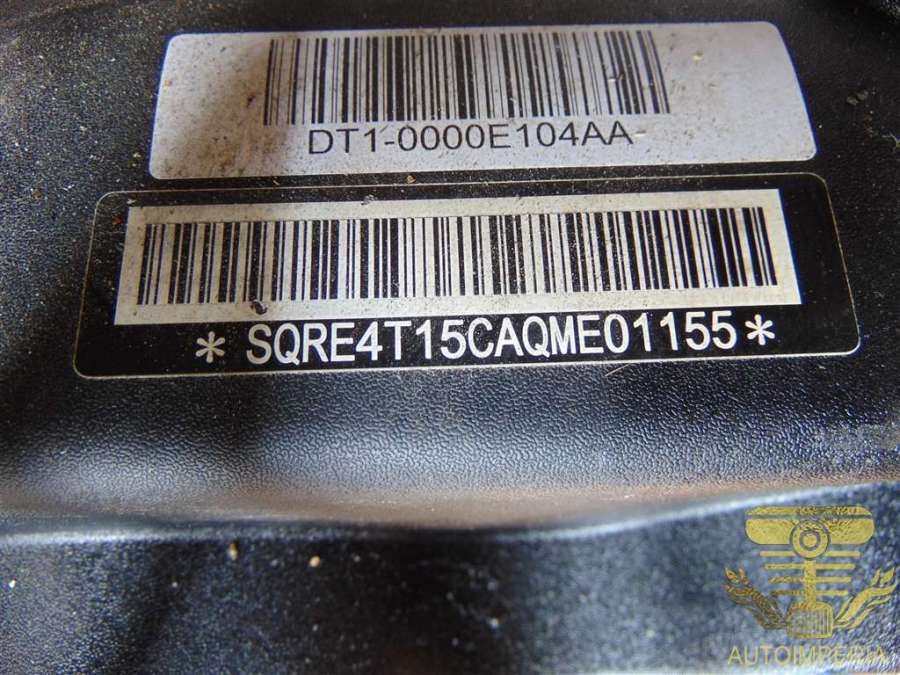 DT1-0000E104AA
*SQRE4T15CAQME01155*
AUTOIMPERIA